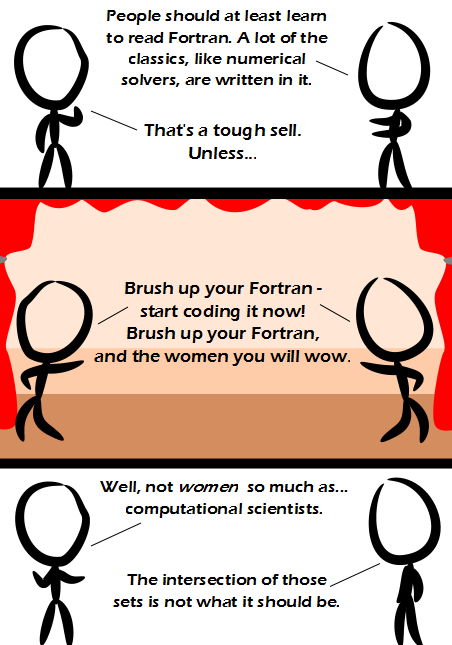 People should at least learn
to read Fortran. A lot of the
classics, like numerical
solvers, are written in it.
That's a tough sell.
Unless...
Brush up your Fortran -
start coding it now!
Brush up your Fortran,
and the women you will wow.
Well, not women so much as...
computational scientists.
The intersection of those
sets is not what it should be.